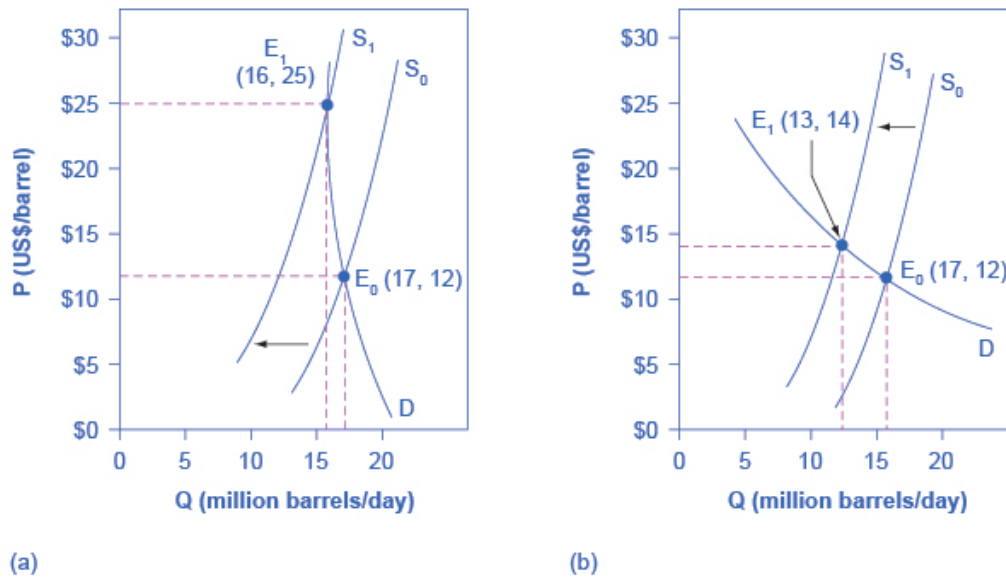 $30
$25
$20
$15
$10
$5
$0
P (US$/barrel)
E1
(16, 25)
S1
S0
E0 (17, 12)
D
0 5 10 15 20
Q (million barrels/day)
(a)
$30
$25
$20
$15
$10
$5
$0
P (US$/barrel)
S1
S0
E1 (13, 14)
E0 (17, 12)
D
0 5 10 15 20
Q (million barrels/day)
(b)